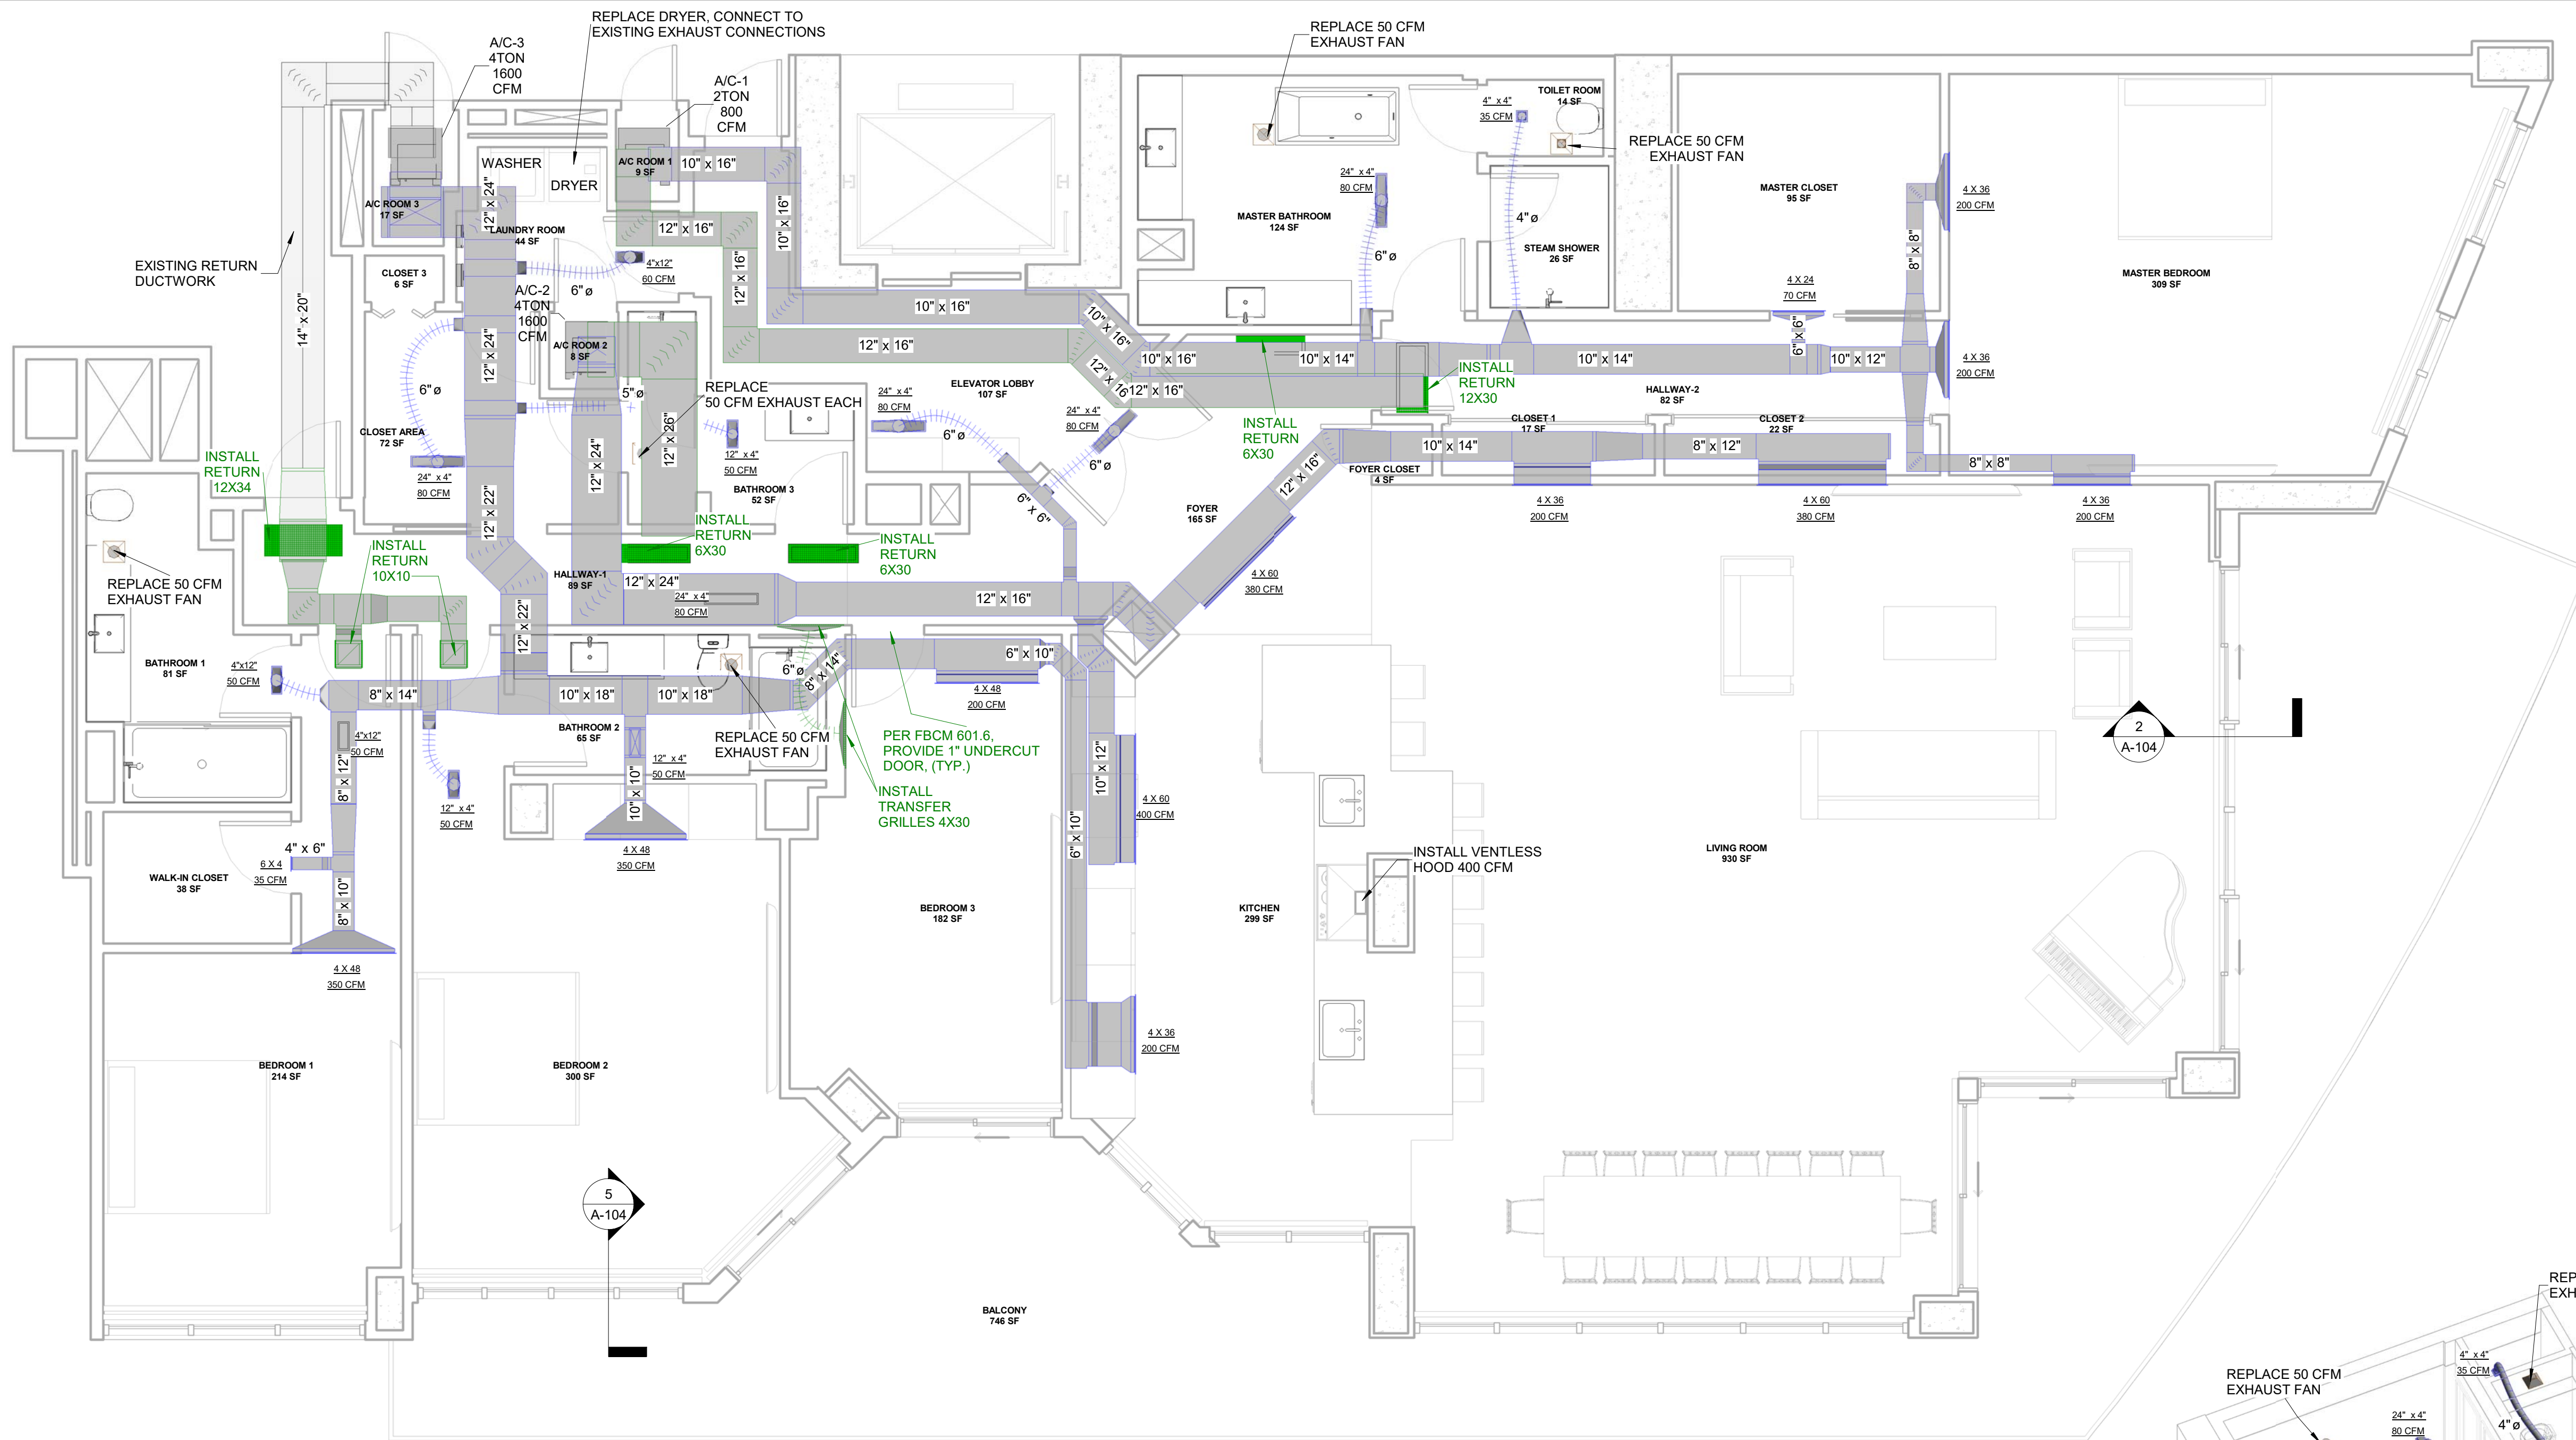 REPLACE DRYER, CONNECT TO
EXISTING EXHAUST CONNECTIONS
REPLACE 50 CFM
EXHAUST FAN
A/C-3
4TON
1600
CFM
A/C-1
2TON
800
CFM
TOILET ROOM
14 SF
4" x 4"
35 CFM
REPLACE 50 CFM
EXHAUST FAN
WASHER
DRYER
A/C ROOM 1
9 SF
10" x 16"
24" x 4"
80 CFM
MASTER CLOSET
95 SF
4 X 36
200 CFM
12" x 24"
A/C ROOM 3
17 SF
LAUNDRY ROOM
44 SF
12" x 16"
10" x 16"
MASTER BATHROOM
124 SF
4"ø
6"ø
STEAM SHOWER
26 SF
8" x 8"
MASTER BEDROOM
309 SF
EXISTING RETURN
DUCTWORK
CLOSET 3
6 SF
4"x12"
60 CFM
12" x 16"
6"ø
4 X 24
70 CFM
A/C-2
4TON
1600
CFM
14" x 20"
10" x 16"
10" x 16"
6"x 6"
A/C ROOM 2
8 SF
12" x 16"
12" x 24"
10" x 16"
10" x 14"
10" x 14"
10" x 12"
4 X 36
200 CFM
6"ø
5"ø
REPLACE
50 CFM EXHAUST EACH
ELEVATOR LOBBY
107 SF
12" x 16"
12" x 16"
INSTALL
RETURN
12X30
HALLWAY-2
82 SF
24" x 4"
80 CFM
24" x 4"
80 CFM
INSTALL
RETURN
6X30
CLOSET 1
17 SF
CLOSET 2
22 SF
CLOSET AREA
72 SF
12" x 26"
12" x 24"
6"ø
6"ø
10" x 14"
8" x 12"
8" x 8"
INSTALL
RETURN
12X34
24" x 4"
80 CFM
12" x 4"
50 CFM
BATHROOM 3
52 SF
FOYER CLOSET
4 SF
12" x 16"
4 X 36
200 CFM
4 X 60
380 CFM
4 X 36
200 CFM
12" x 22"
6" x 6"
FOYER
165 SF
INSTALL
RETURN
6X30
INSTALL
RETURN
6X30
INSTALL
RETURN
10X10
REPLACE 50 CFM
EXHAUST FAN
HALLWAY-1
89 SF
12" x 24"
24" x 4"
80 CFM
12" x 16"
4 X 60
380 CFM
12" x 22"
BATHROOM 1
81 SF
4"x12"
50 CFM
6"ø
8" x 14"
6" x 10"
8" x 14"
10" x 18"
10" x 18"
4 X 48
200 CFM
BATHROOM 2
65 SF
REPLACE 50 CFM
EXHAUST FAN
PER FBCM 601.6,
PROVIDE 1" UNDERCUT
DOOR, (TYP.)
2
A-104
4"x12"
50 CFM
8" x 12"
12" x 4"
50 CFM
10" x 10"
10" x 12"
INSTALL
TRANSFER
GRILLES 4X30
12" x 4"
50 CFM
4 X 60
400 CFM
4" x 6"
6 X 4
35 CFM
4 X 48
350 CFM
6" x 10"
INSTALL VENTLESS
HOOD 400 CFM
LIVING ROOM
930 SF
WALK-IN CLOSET
38 SF
8" x 10"
BEDROOM 3
182 SF
KITCHEN
299 SF
4 X 48
350 CFM
4 X 36
200 CFM
BEDROOM 1
214 SF
BEDROOM 2
300 SF
5
A-104
BALCONY
746 SF
REP
EXH
REPLACE 50 CFM
EXHAUST FAN
4" x 4"
35 CFM
24" x 4"
80 CFM
4"ø